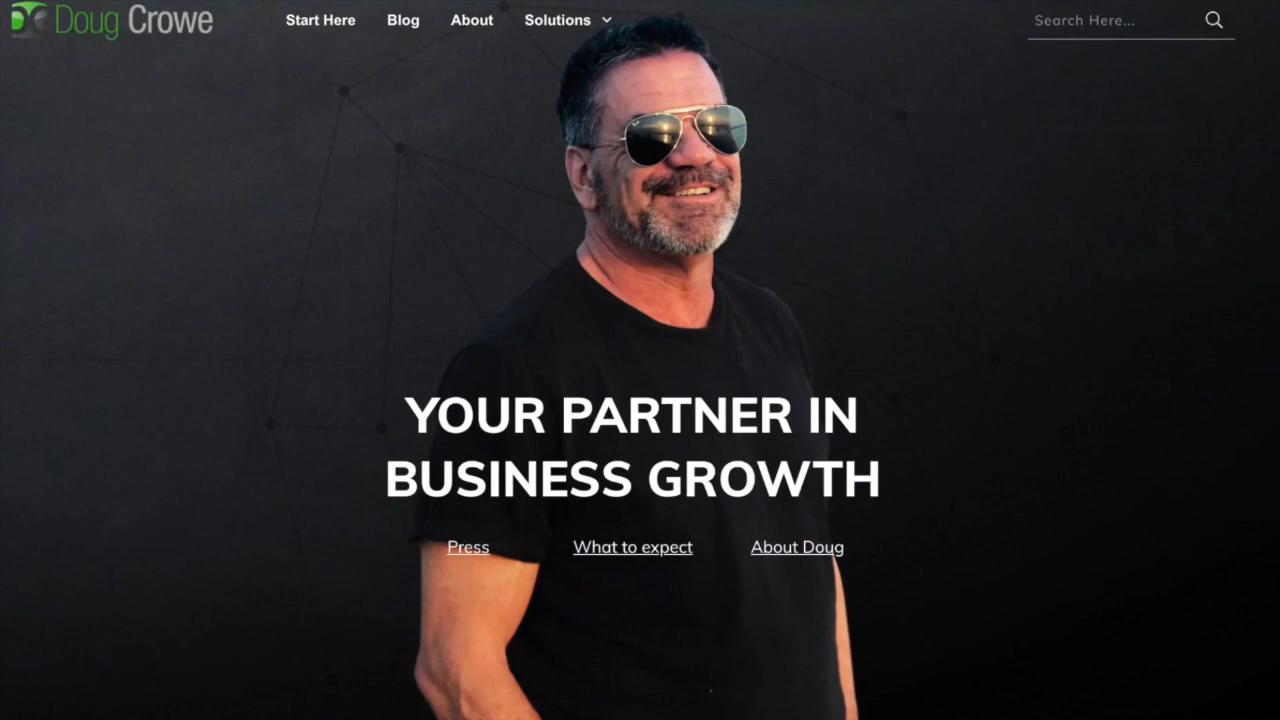 Doug Crowe
Start Here
Blog
About
Solutions
Search Here...
YOUR PARTNER IN
BUSINESS GROWTH
Press
What to expect
About Doug